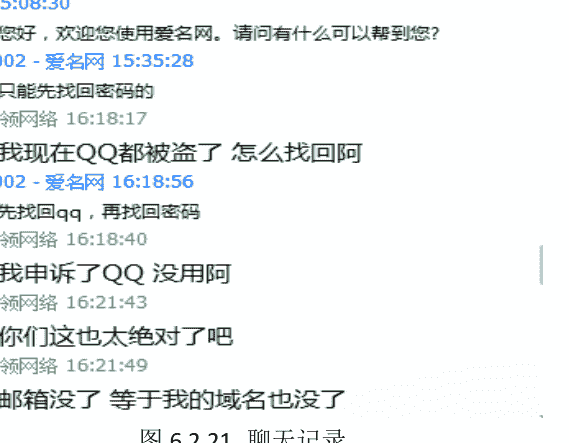 5:08:30
您好，欢迎您使用爱名网。请问有什么可以帮到您？
002 - 爱名网 15:35:28
只能先找回密码的
领网络 16:18:17
我现在QQ都被盗了 怎么找回阿
002 - 爱名网 16:18:56
先找回qq，再找回密码
领网络 16:18:40
我申诉了QQ 没用阿
领网络 16:21:43
你们这也太绝对了吧
领网络 16:21:49
邮箱没了 等于我的域名也没了
图 6.2.21 聊天记录